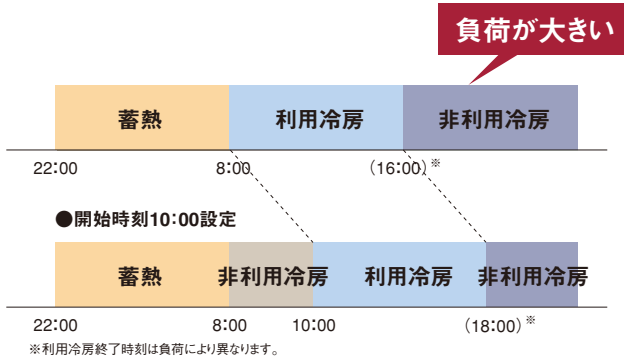 負荷が大きい
蓄熱 利用冷房 非利用冷房
22:00 8:00 (16:00)※
●開始時刻10:00設定
蓄熱 非利用冷房 利用冷房 非利用冷房
22:00 8:00 10:00 (18:00)※
※利用冷房終了時刻は負荷により異なります。